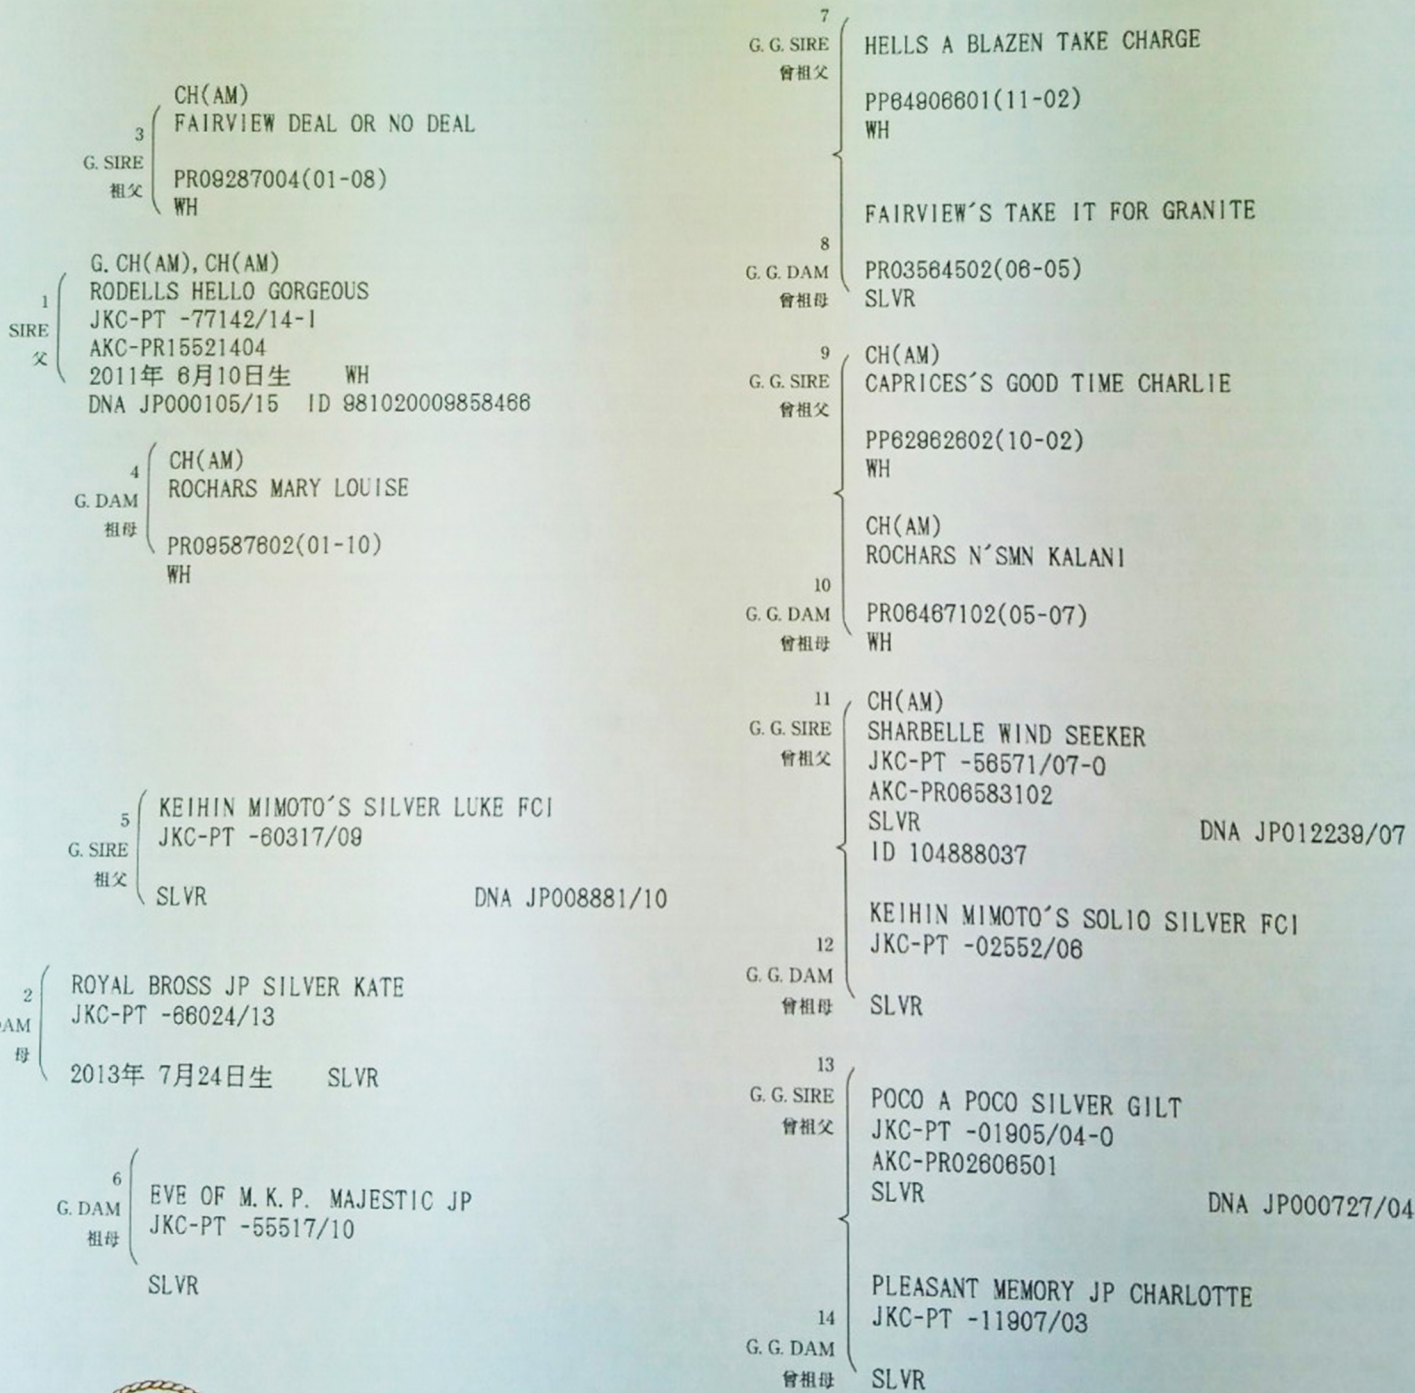 3
G. SIRE
祖父
CH(AM)
FAIRVIEW DEAL OR NO DEAL
PR09287004(01-08)
WH
1
SIRE
父
G. CH(AM), CH(AM)
RODELLS HELLO GORGEOUS
JKC-PT -77142/14-I
AKC-PR15521404
2011年 6月10日生 WH
DNA JP000105/15 ID 981020009858466
4
G. DAM
祖母
CH(AM)
ROCHARS MARY LOUISE
PR09587602(01-10)
WH
5
G. SIRE
祖父
KEIHIN MIMOTO´S SILVER LUKE FCI
JKC-PT -60317/09
SLVR DNA JP008881/10
2
AM
母
ROYAL BROSS JP SILVER KATE
JKC-PT -66024/13
2013年 7月24日生 SLVR
6
G. DAM
祖母
EVE OF M.K.P. MAJESTIC JP
JKC-PT -55517/10
SLVR
7
G. G. SIRE
曾祖父
HELLS A BLAZEN TAKE CHARGE
PP64906601(11-02)
WH
FAIRVIEW´S TAKE IT FOR GRANITE
8
G. G. DAM
曾祖母
PR03564502(06-05)
SLVR
9
G. G. SIRE
曾祖父
CH(AM)
CAPRICES´S GOOD TIME CHARLIE
PP62962602(10-02)
WH
CH(AM)
ROCHARS N´SMN KALANI
10
G. G. DAM
曾祖母
PR06467102(05-07)
WH
11
G. G. SIRE
曾祖父
CH(AM)
SHARBELLE WIND SEEKER
JKC-PT -56571/07-O
AKC-PR06583102
SLVR DNA JP012239/07
ID 104888037
KEIHIN MIMOTO´S SOLIO SILVER FCI
12
G. G. DAM
曾祖母
JKC-PT -02552/06
SLVR
13
G. G. SIRE
曾祖父
POCO A POCO SILVER GILT
JKC-PT -01905/04-O
AKC-PR02606501
SLVR DNA JP000727/04
PLEASANT MEMORY JP CHARLOTTE
14
G. G. DAM
曾祖母
JKC-PT -11907/03
SLVR